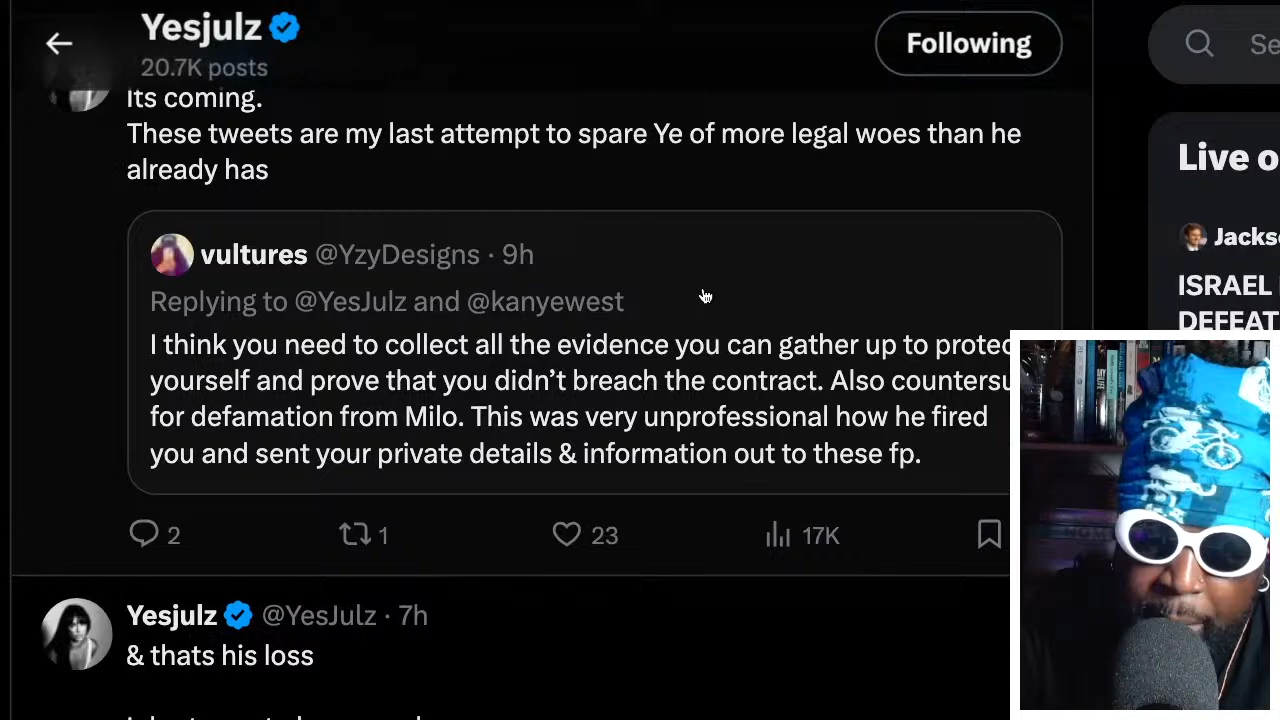 Yesjulz
20.7K posts
Following
Se
Its coming.
These tweets are my last attempt to spare Ye of more legal woes than he
already has
Live o
vultures @YzyDesigns · 9h
Jacks
Replying to @YesJulz and @kanyewest
ISRAEL
DEFEAT
I think you need to collect all the evidence you can gather up to protec
yourself and prove that you didn’t breach the contract. Also countersu
for defamation from Milo. This was very unprofessional how he fired
you and sent your private details & information out to these fp.
2
1
23
17K
Yesjulz @YesJulz · 7h
& thats his loss